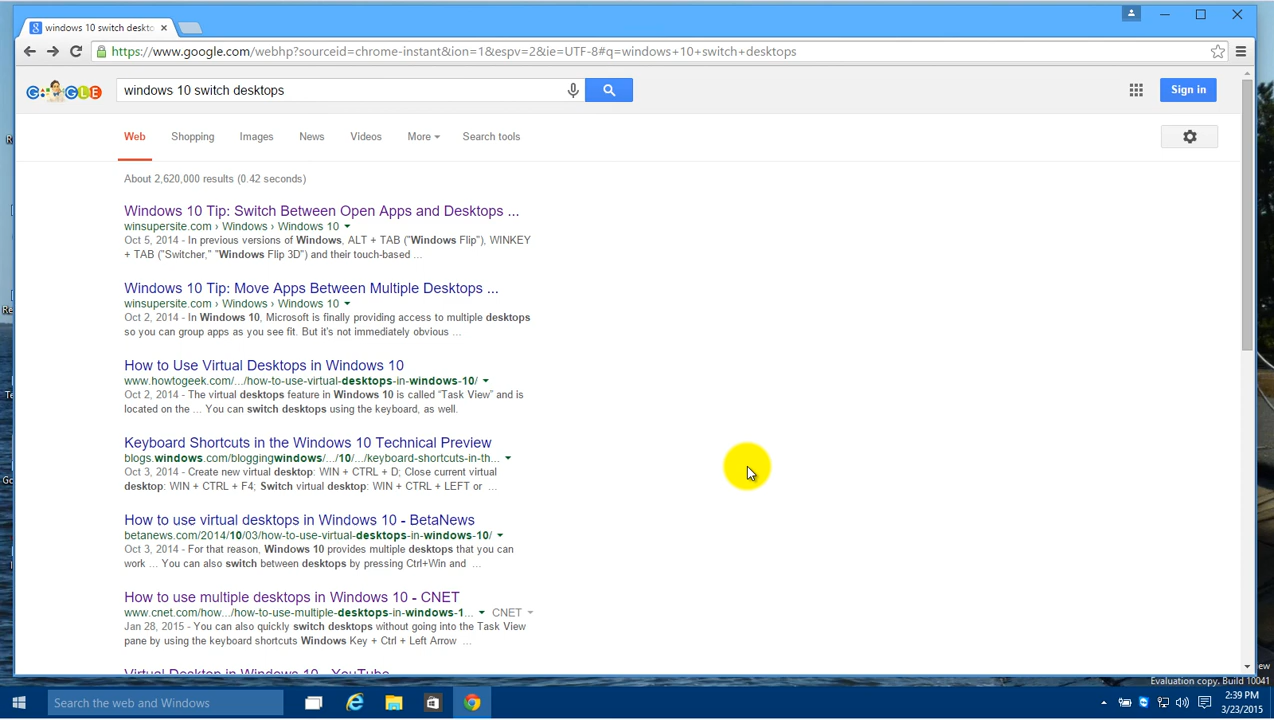 windows 10 switch deskto
https://www.google.com/webhp?sourceid=chrome-instant&ion=1&espv=2&ie=UTF-8#q=windows+10+switch+desktops
windows 10 switch desktops
Sign in
Web Shopping Images News Videos More Search tools
About 2,620,000 results (0.42 seconds)
Windows 10 Tip: Switch Between Open Apps and Desktops ...
winsupersite.com › Windows › Windows 10
Oct 5, 2014 - In previous versions of Windows, ALT + TAB ("Windows Flip"), WINKEY
+ TAB ("Switcher," "Windows Flip 3D") and their touch-based ...
Windows 10 Tip: Move Apps Between Multiple Desktops ...
winsupersite.com › Windows › Windows 10
Oct 2, 2014 - In Windows 10, Microsoft is finally providing access to multiple desktops
so you can group apps as you see fit. But it's not immediately obvious ...
How to Use Virtual Desktops in Windows 10
www.howtogeek.com/.../how-to-use-virtual-desktops-in-windows-10/
Oct 2, 2014 - The virtual desktops feature in Windows 10 is called “Task View” and is
located on the ... You can switch desktops using the keyboard, as well.
Keyboard Shortcuts in the Windows 10 Technical Preview
blogs.windows.com/bloggingwindows/.../10/.../keyboard-shortcuts-in-th...
Oct 3, 2014 - Create new virtual desktop: WIN + CTRL + D; Close current virtual
desktop: WIN + CTRL + F4; Switch virtual desktop: WIN + CTRL + LEFT or ...
How to use virtual desktops in Windows 10 - BetaNews
betanews.com/2014/10/03/how-to-use-virtual-desktops-in-windows-10/
Oct 3, 2014 - For that reason, Windows 10 provides multiple desktops that you can
work ... You can also switch between desktops by pressing Ctrl+Win and ...
How to use multiple desktops in Windows 10 - CNET
www.cnet.com/how.../how-to-use-multiple-desktops-in-windows-1... CNET
Jan 28, 2015 - You can also quickly switch desktops without going into the Task View
pane by using the keyboard shortcuts Windows Key + Ctrl + Left Arrow ...
Virtual Desktop in Windows 10 - YouTube
Evaluation copy. Build 10041
Search the web and Windows
2:39 PM
3/23/2015